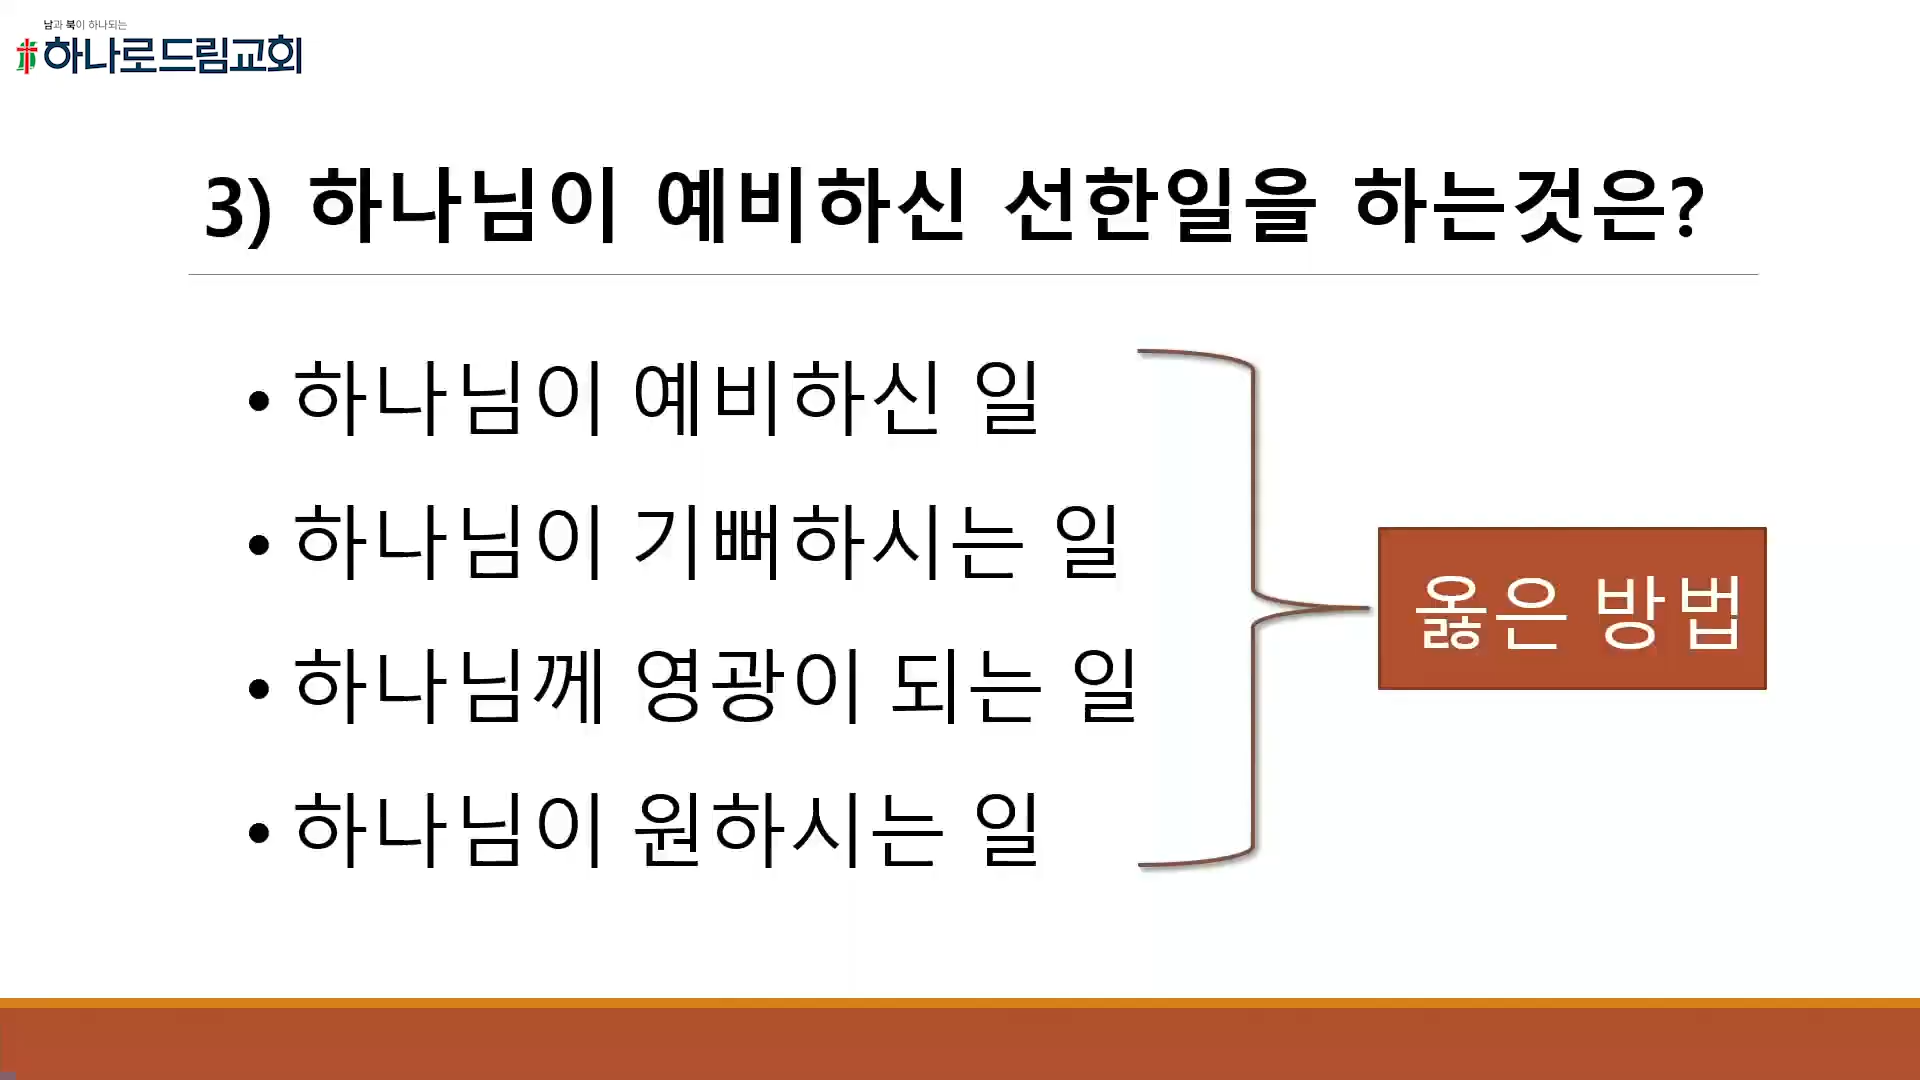 남과 북이 하나되는
하나로드림교회
3) 하나님이 예비하신 선한일을 하는것은?
• 하나님이 예비하신 일
• 하나님이 기뻐하시는 일
• 하나님께 영광이 되는 일
• 하나님이 원하시는 일
옳은 방법